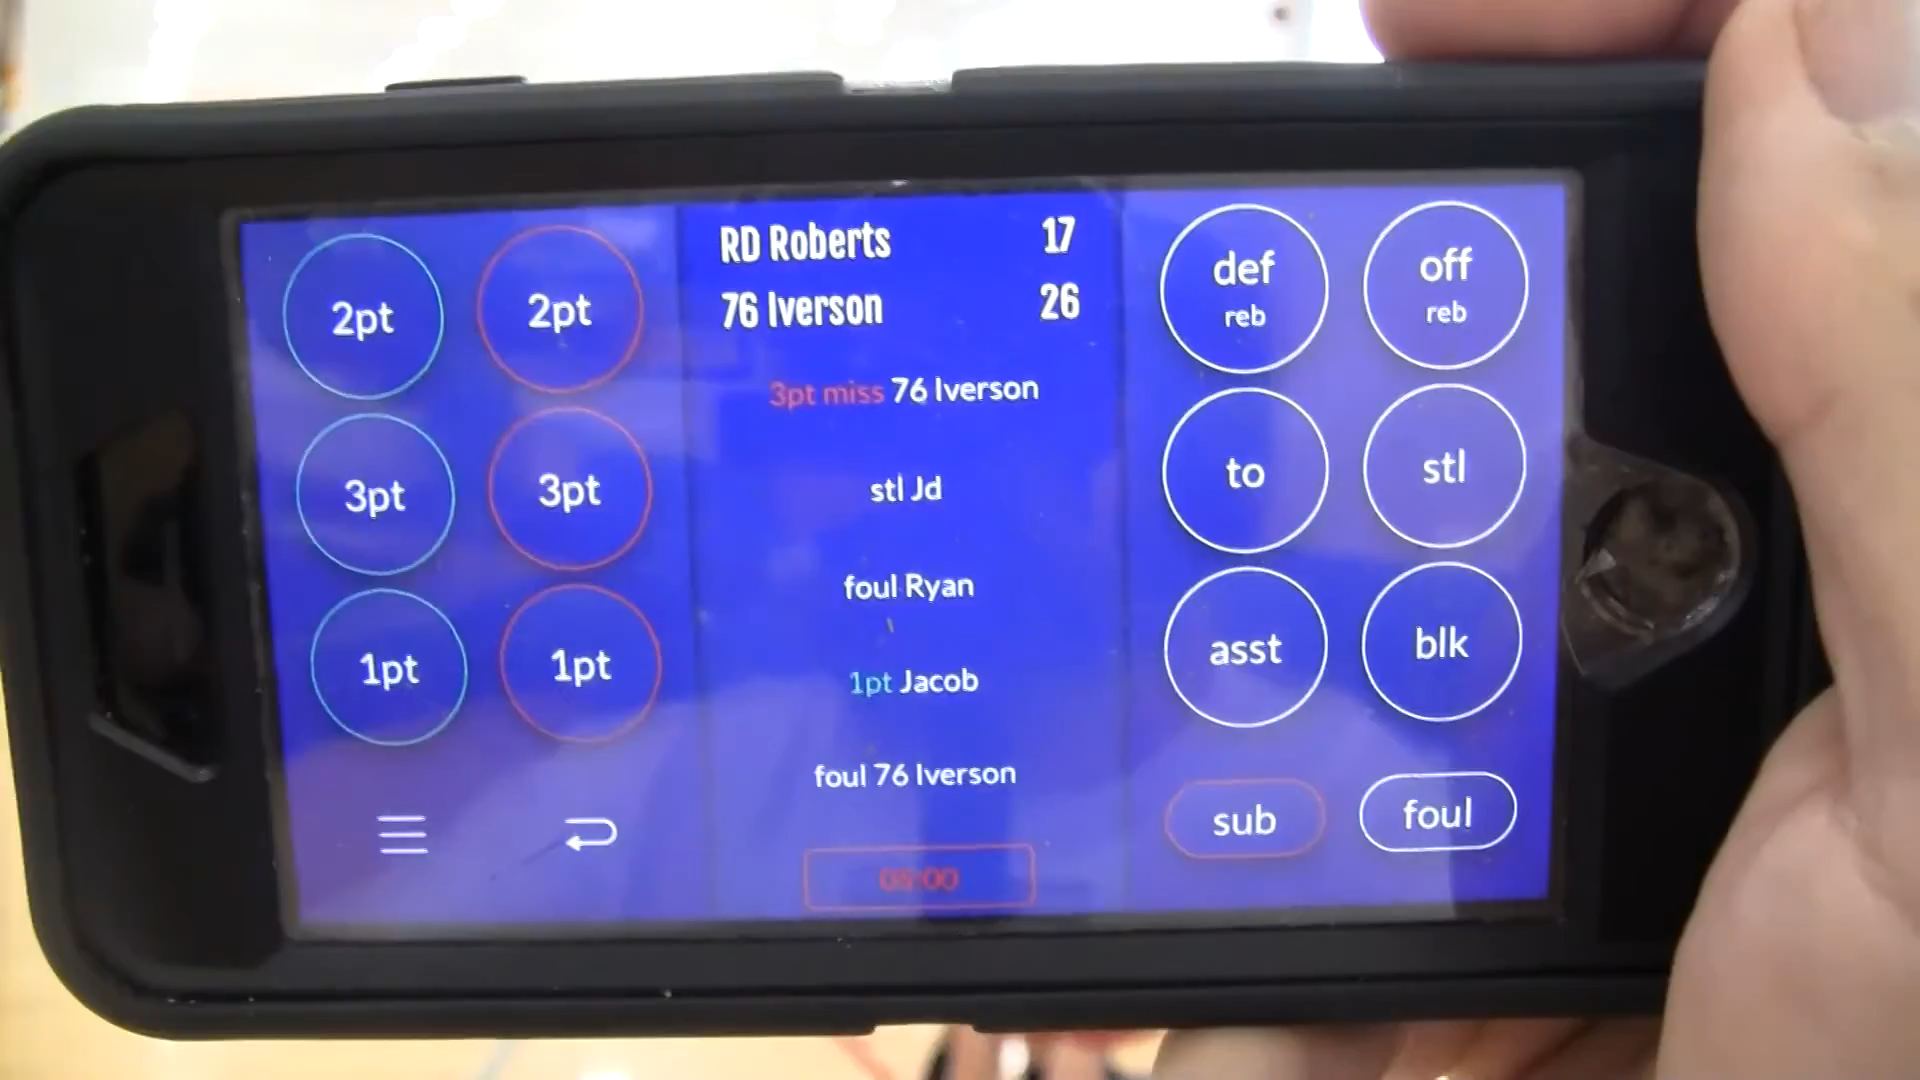 RD Roberts 17
76 Iverson 26
3pt miss 76 Iverson
stl Jd
foul Ryan
1pt Jacob
foul 76 Iverson
2pt 2pt
3pt 3pt
1pt 1pt
def reb
off reb
to stl
asst blk
sub foul